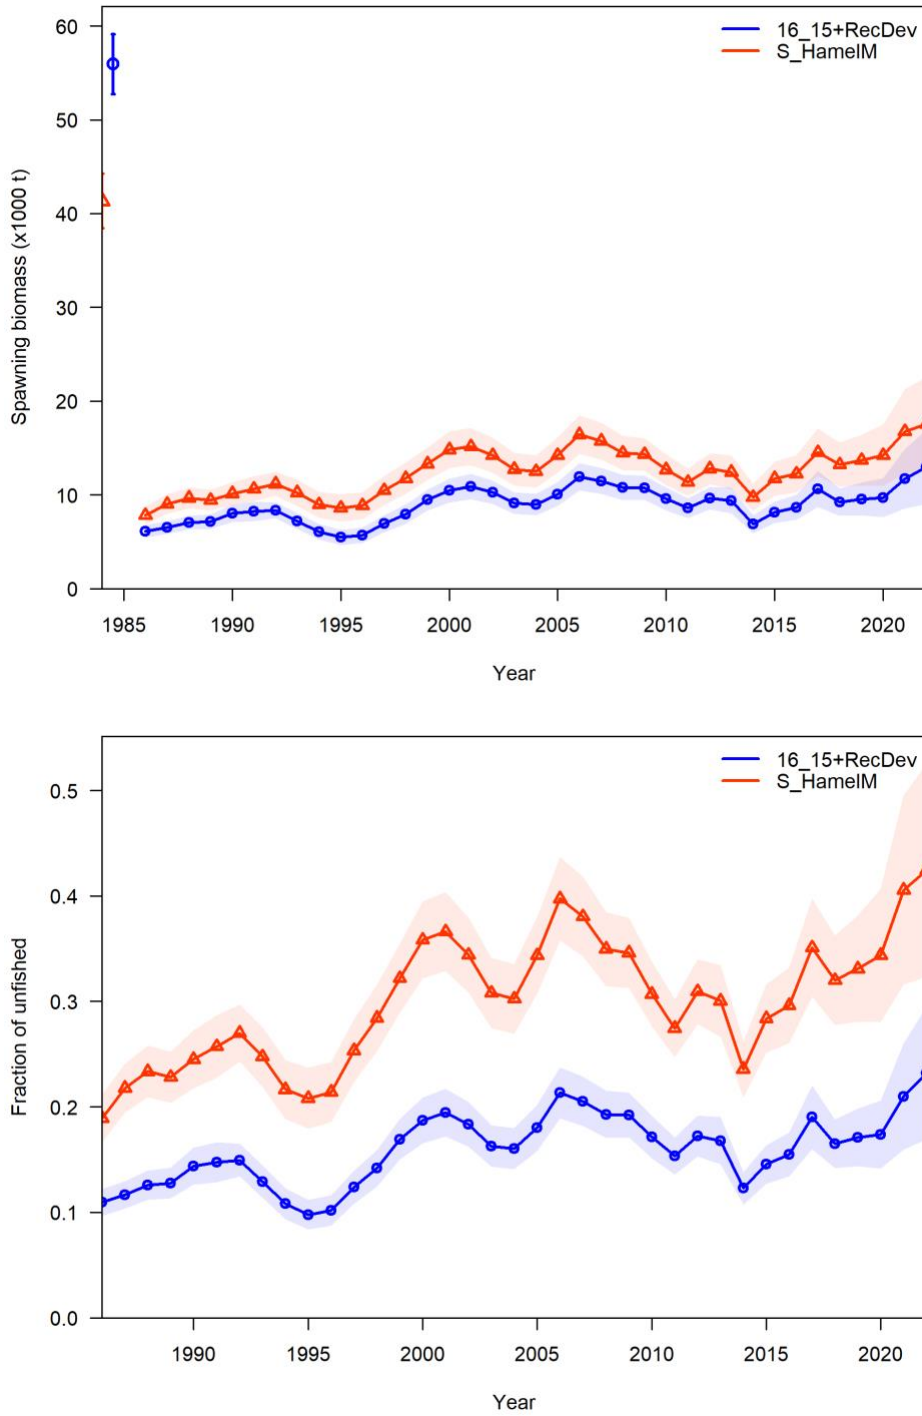 60
50
40
30
20
10
0
Spawning biomass (x1000 t)
16_15+RecDev
S_HamelM
1985 1990 1995 2000 2005 2010 2015 2020
Year
0.5
0.4
0.3
0.2
0.1
0.0
Fraction of unfished
16_15+RecDev
S_HamelM
1990 1995 2000 2005 2010 2015 2020
Year